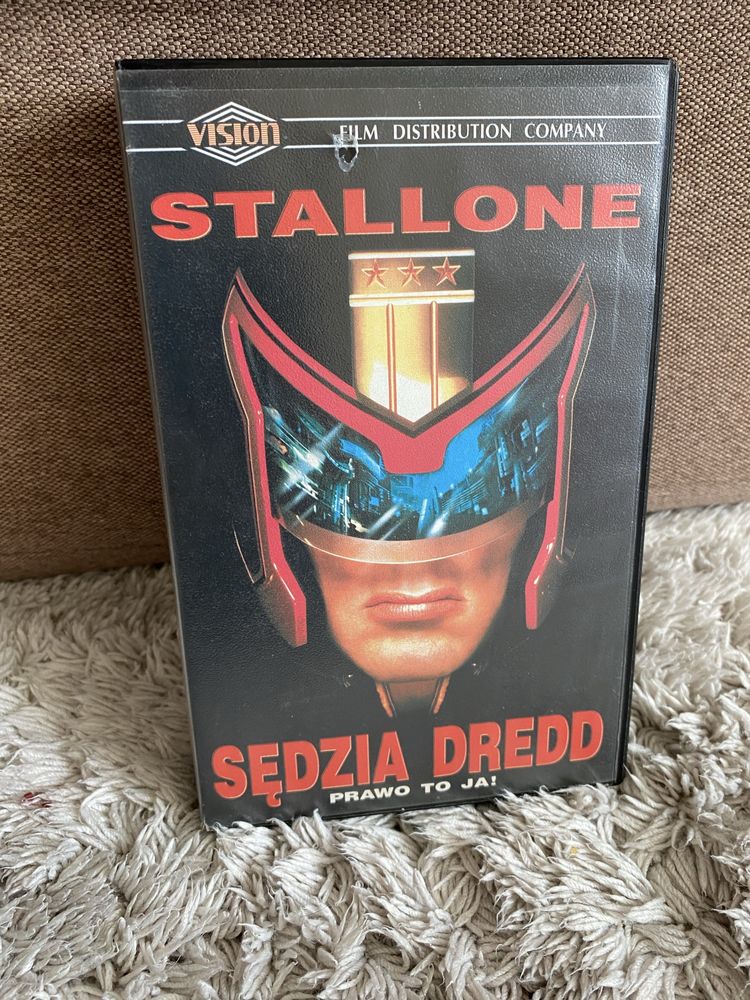 VISION FILM DISTRIBUTION COMPANY
STALLONE
SĘDZIA DREDD
PRAWO TO JA!